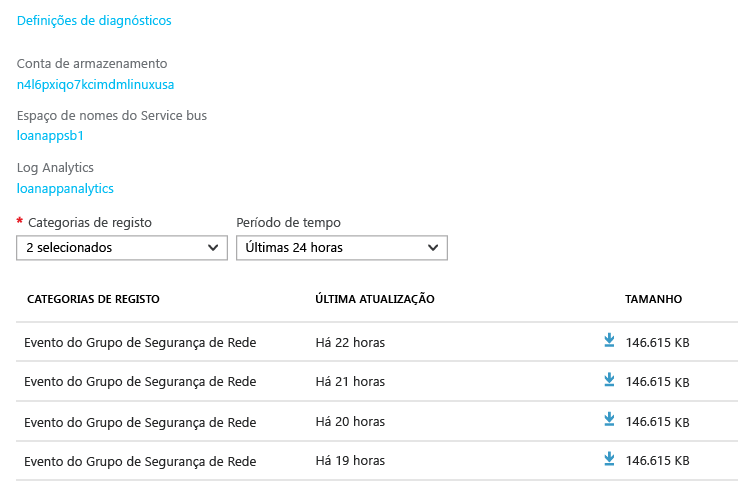 Definições de diagnósticos
Conta de armazenamento
n4l6pxiqo7kcimdmlinuxusa
Espaço de nomes do Service bus
loanappsb1
Log Analytics
loanappanalytics
* Categorias de registo Período de tempo
2 selecionados Últimas 24 horas
CATEGORIAS DE REGISTO ÚLTIMA ATUALIZAÇÃO TAMANHO
Evento do Grupo de Segurança de Rede Há 22 horas 146.615 KB
Evento do Grupo de Segurança de Rede Há 21 horas 146.615 KB
Evento do Grupo de Segurança de Rede Há 20 horas 146.615 KB
Evento do Grupo de Segurança de Rede Há 19 horas 146.615 KB